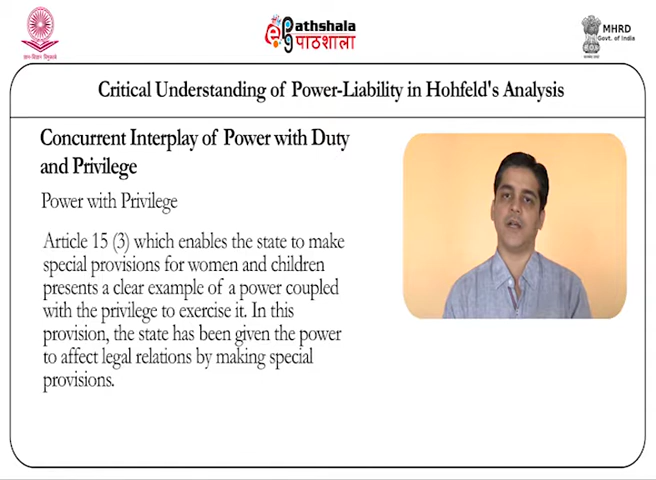 Pathshala
पाठशाला
MHRD
Govt. of India
Critical Understanding of Power-Liability in Hohfeld's Analysis
Concurrent Interplay of Power with Duty
and Privilege
Power with Privilege
Article 15 (3) which enables the state to make
special provisions for women and children
presents a clear example of a power coupled
with the privilege to exercise it. In this
provision, the state has been given the power
to affect legal relations by making special
provisions.